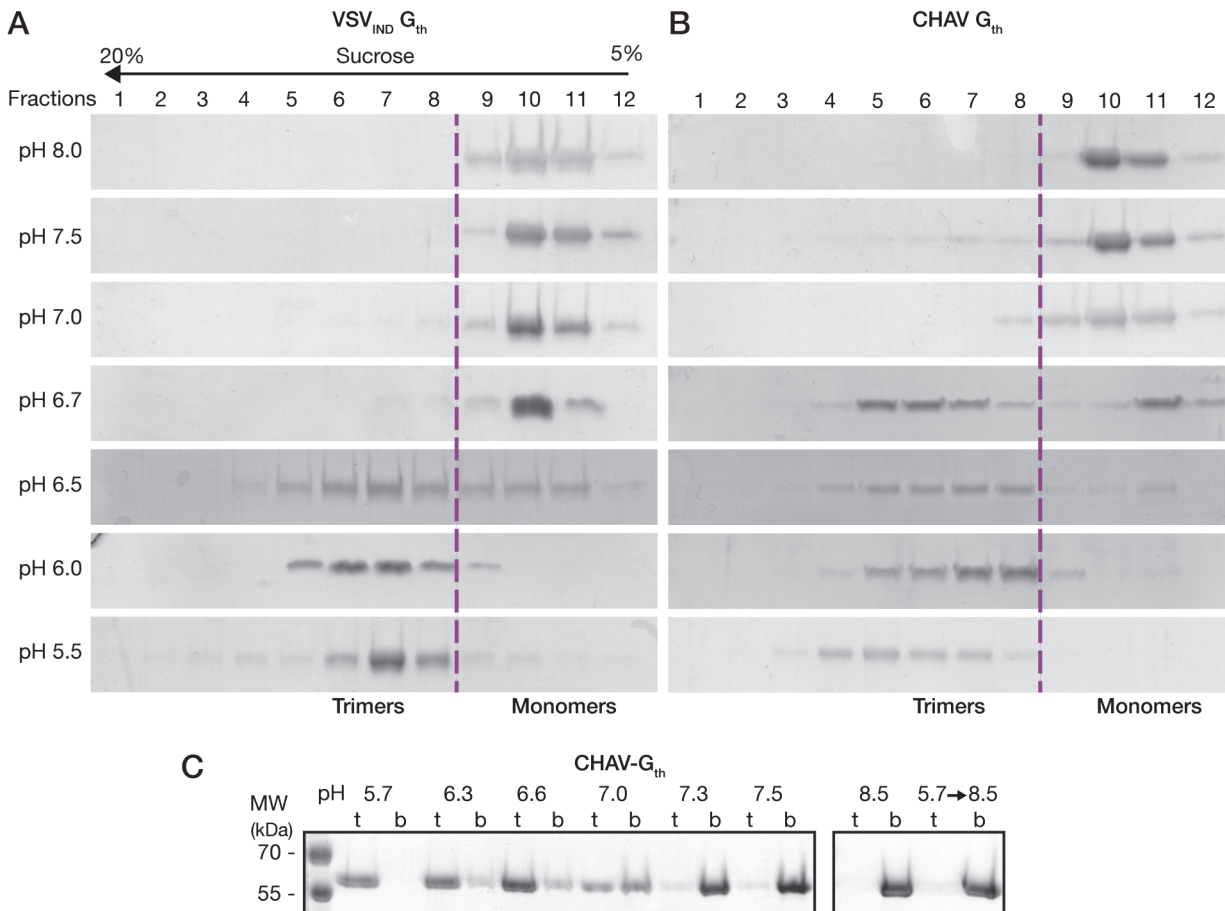 A
VSV_IND G_th
B
CHAV G_th
20% Sucrose 5%
Fractions 1 2 3 4 5 6 7 8 9 10 11 12
1 2 3 4 5 6 7 8 9 10 11 12
pH 8.0
pH 7.5
pH 7.0
pH 6.7
pH 6.5
pH 6.0
pH 5.5
Trimers Monomers
Trimers Monomers
C
CHAV-G_th
MW (kDa)
pH 5.7 6.3 6.6 7.0 7.3 7.5 8.5 5.7→8.5
t b t b t b t b t b t b t b t b
70 -
55 -